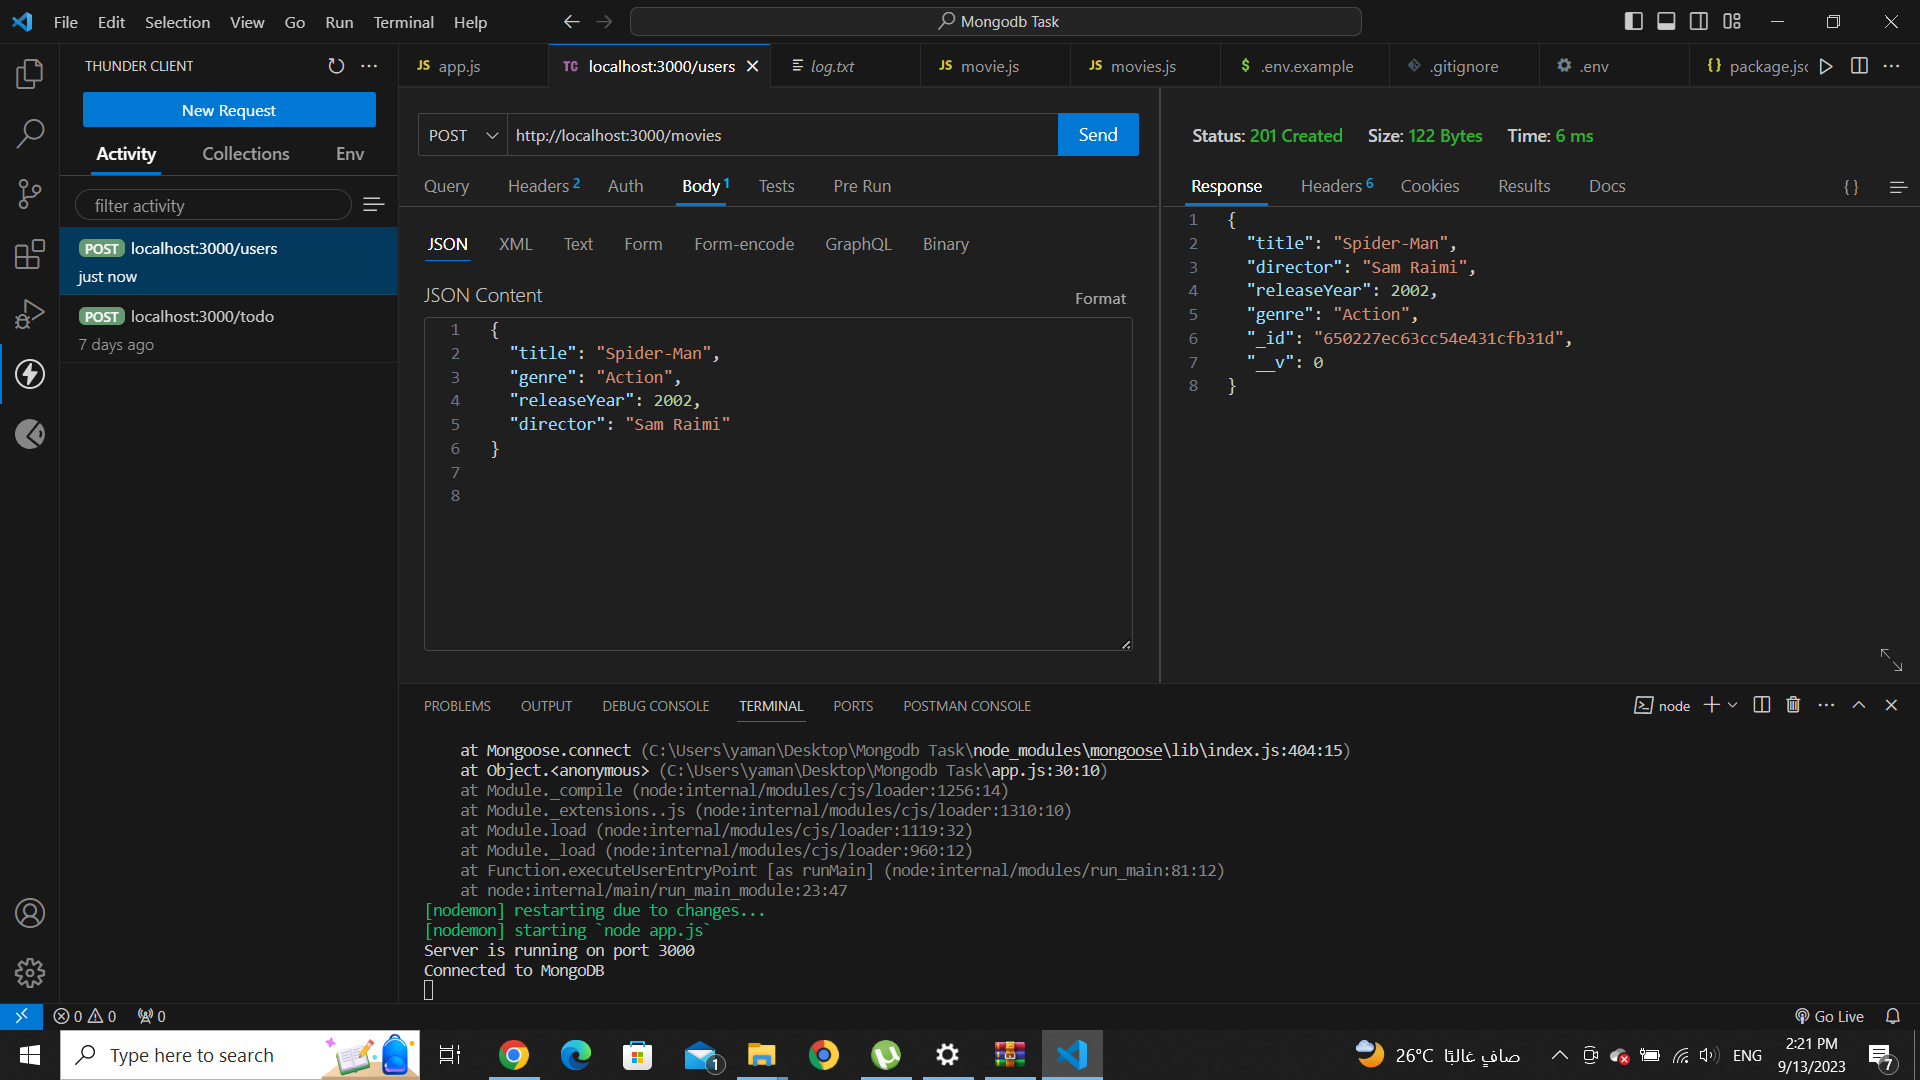 File Edit Selection View Go Run Terminal Help
Mongodb Task
THUNDER CLIENT
New Request
Activity Collections Env
filter activity
POST localhost:3000/users
just now
POST localhost:3000/todo
7 days ago
JS app.js
TC localhost:3000/users
log.txt
JS movie.js
JS movies.js
$ .env.example
.gitignore
.env
{} package.jsc
POST http://localhost:3000/movies Send
Query Headers 2 Auth Body 1 Tests Pre Run
JSON XML Text Form Form-encode GraphQL Binary
JSON Content
Format
1 {
2 "title": "Spider-Man",
3 "genre": "Action",
4 "releaseYear": 2002,
5 "director": "Sam Raimi"
6 }
7
8
Status: 201 Created Size: 122 Bytes Time: 6 ms
Response Headers 6 Cookies Results Docs {}
1 {
2 "title": "Spider-Man",
3 "director": "Sam Raimi",
4 "releaseYear": 2002,
5 "genre": "Action",
6 "_id": "650227ec63cc54e431cfb31d",
7 "__v": 0
8 }
PROBLEMS OUTPUT DEBUG CONSOLE TERMINAL PORTS POSTMAN CONSOLE
node
at Mongoose.connect (C:\Users\yaman\Desktop\Mongodb Task\node_modules\mongoose\lib\index.js:404:15)
at Object.<anonymous> (C:\Users\yaman\Desktop\Mongodb Task\app.js:30:10)
at Module._compile (node:internal/modules/cjs/loader:1256:14)
at Module._extensions..js (node:internal/modules/cjs/loader:1310:10)
at Module.load (node:internal/modules/cjs/loader:1119:32)
at Module._load (node:internal/modules/cjs/loader:960:12)
at Function.executeUserEntryPoint [as runMain] (node:internal/modules/run_main:81:12)
at node:internal/main/run_main_module:23:47
[nodemon] restarting due to changes...
[nodemon] starting `node app.js`
Server is running on port 3000
Connected to MongoDB
0 0 0
Go Live
Type here to search
1
26°C صافٍ غالبًا
ENG
2:21 PM
9/13/2023
7